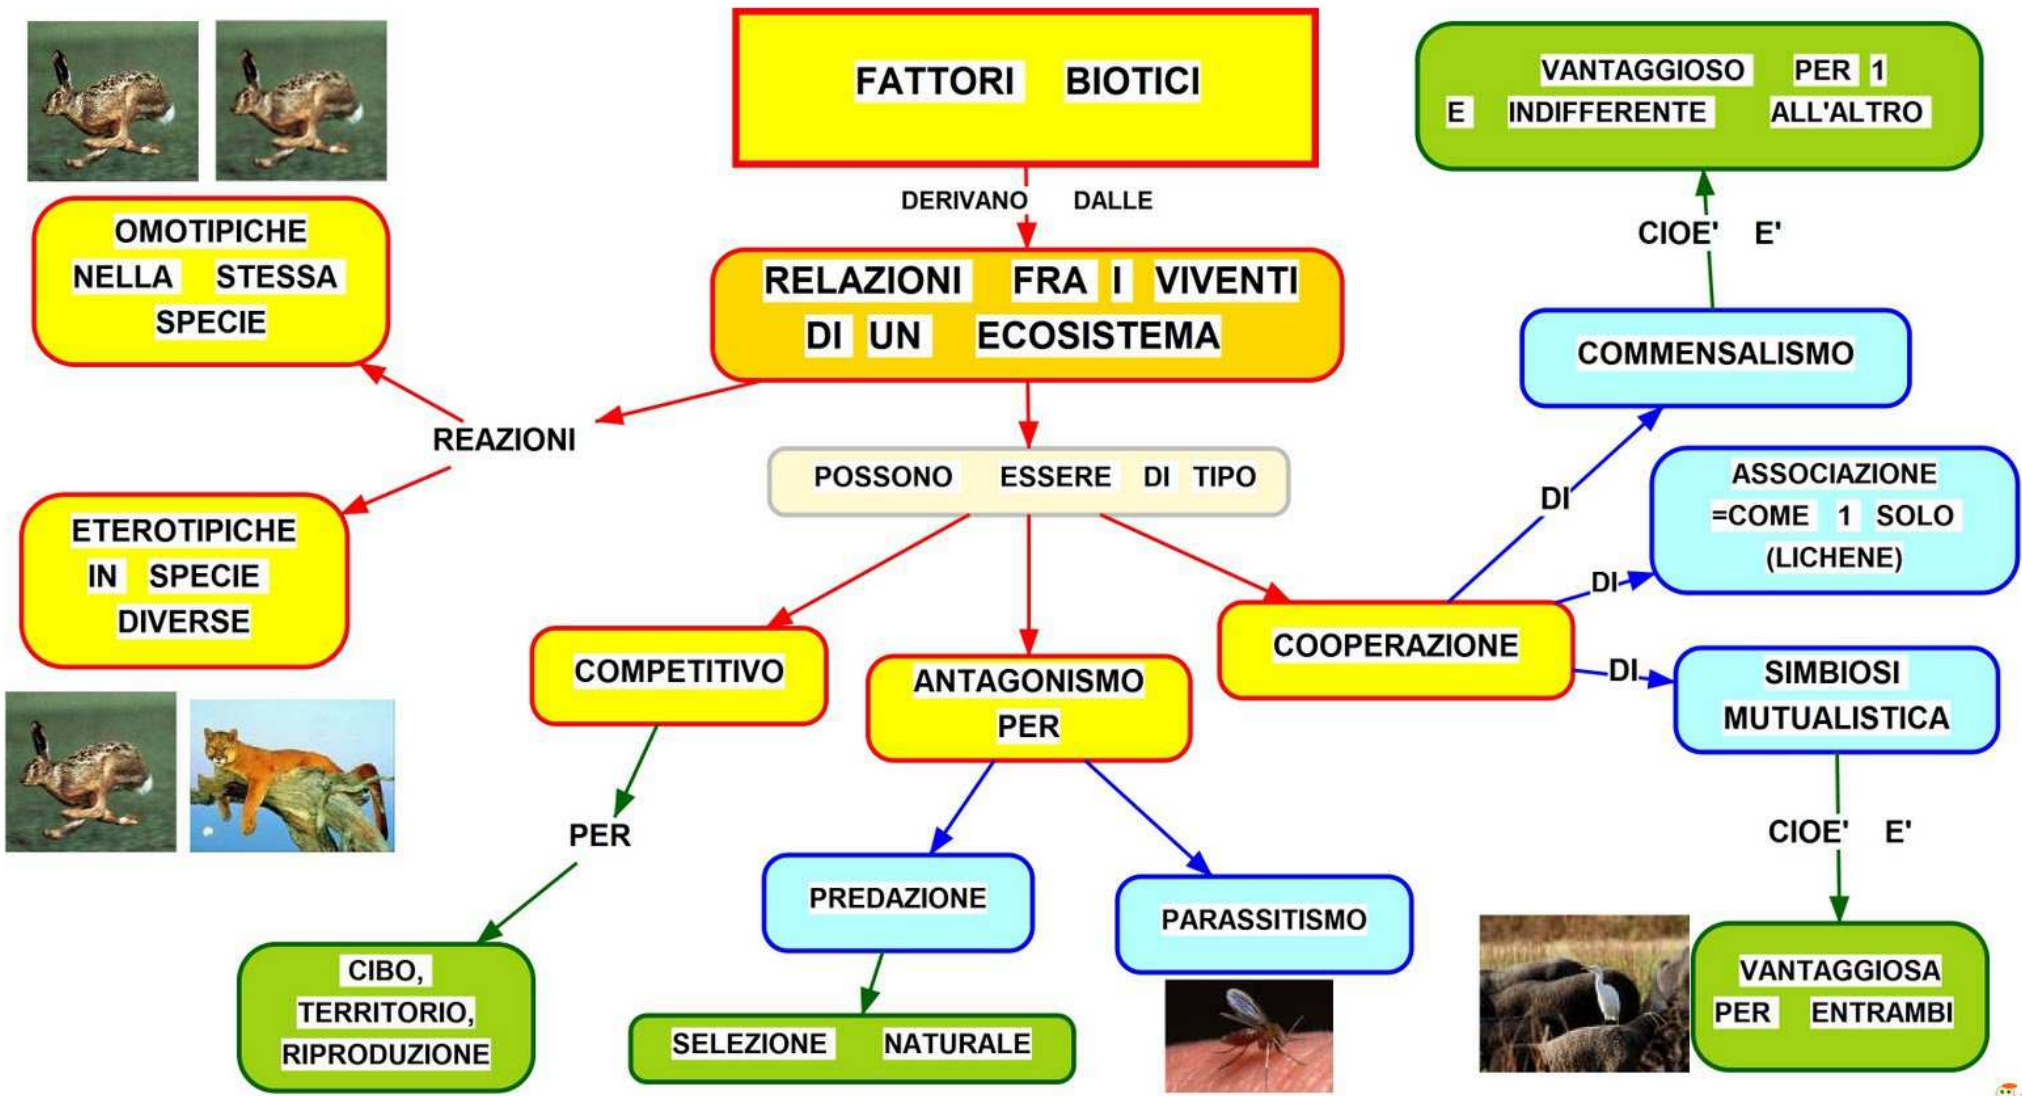 FATTORI BIOTICI
DERIVANO DALLE
RELAZIONI FRA I VIVENTI
DI UN ECOSISTEMA
REAZIONI
OMOTIPICHE
NELLA STESSA
SPECIE
ETEROTIPICHE
IN SPECIE
DIVERSE
POSSONO ESSERE DI TIPO
COMPETITIVO
PER
CIBO,
TERRITORIO,
RIPRODUZIONE
ANTAGONISMO
PER
PREDAZIONE
SELEZIONE NATURALE
PARASSITISMO
COOPERAZIONE
DI
COMMENSALISMO
CIOE' E'
VANTAGGIOSO PER 1
E INDIFFERENTE ALL'ALTRO
DI
ASSOCIAZIONE
=COME 1 SOLO
(LICHENE)
DI
SIMBIOSI
MUTUALISTICA
CIOE' E'
VANTAGGIOSA
PER ENTRAMBI